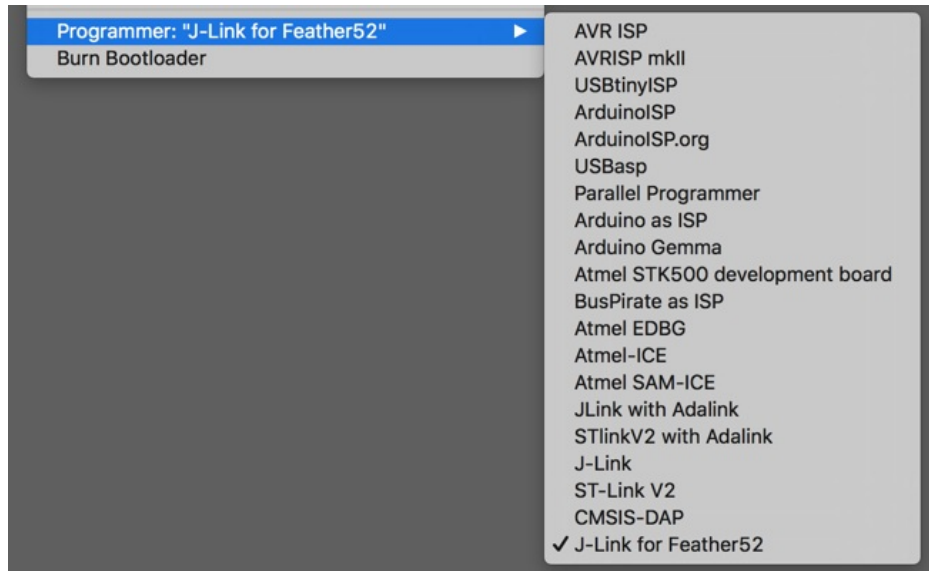 Programmer: "J-Link for Feather52"
Burn Bootloader
AVR ISP
AVRISP mkII
USBtinyISP
ArduinoISP
ArduinoISP.org
USBasp
Parallel Programmer
Arduino as ISP
Arduino Gemma
Atmel STK500 development board
BusPirate as ISP
Atmel EDBG
Atmel-ICE
Atmel SAM-ICE
JLink with Adalink
STlinkV2 with Adalink
J-Link
ST-Link V2
CMSIS-DAP
✓ J-Link for Feather52